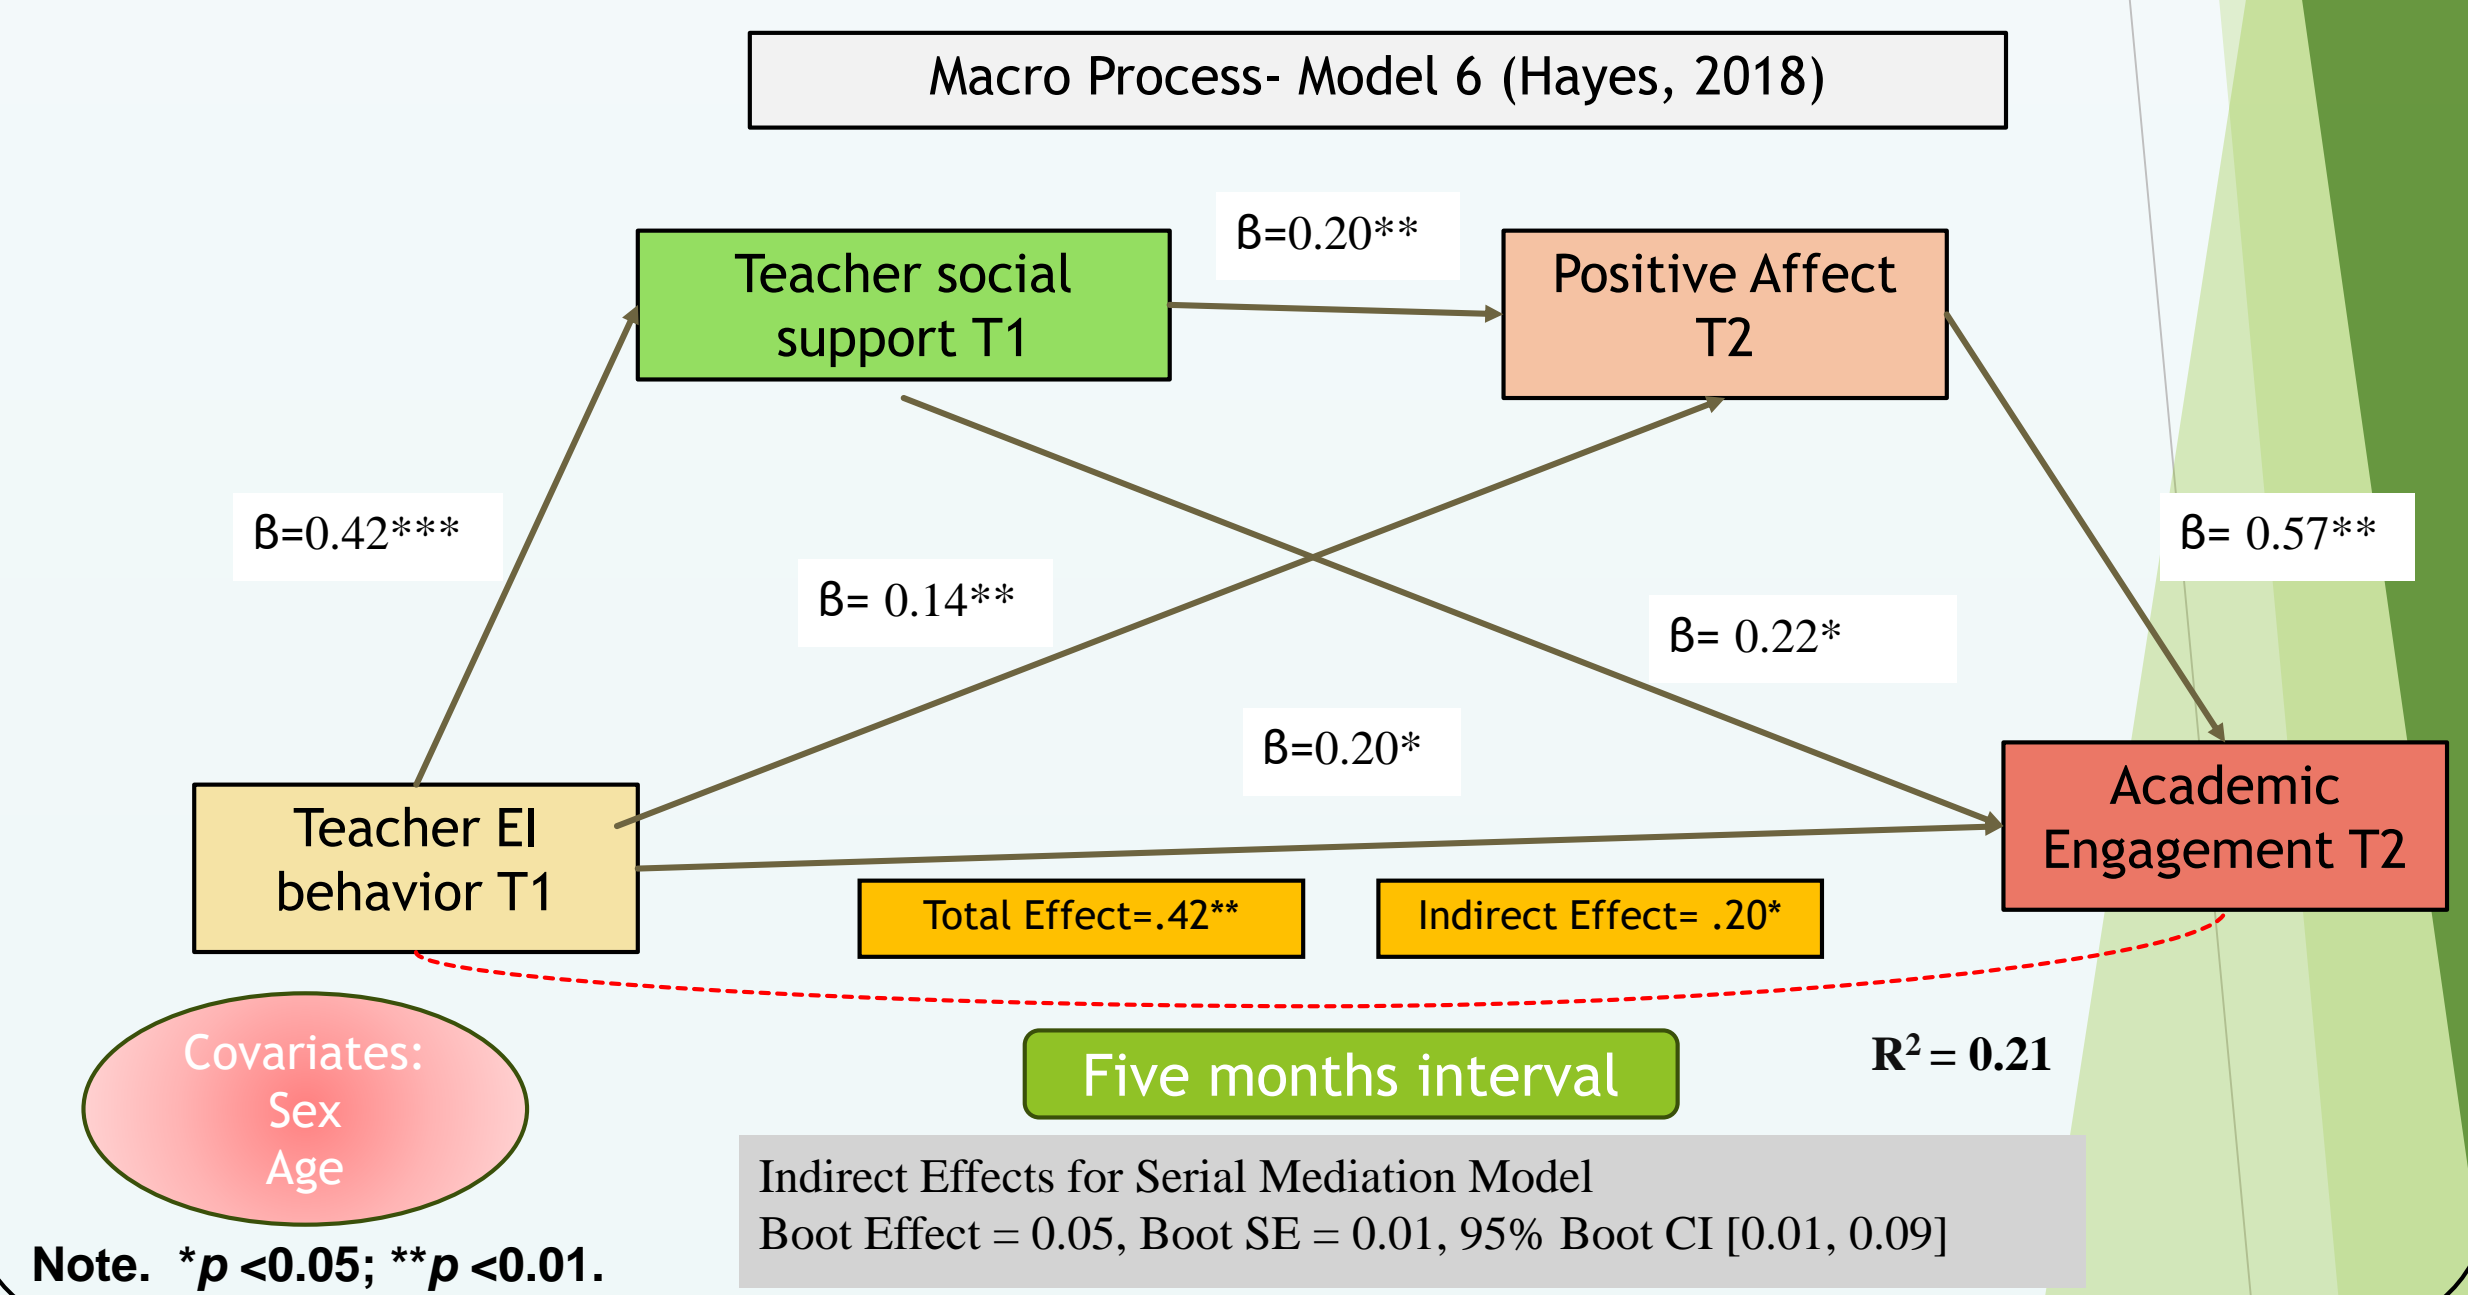 Macro Process- Model 6 (Hayes, 2018)
ß=0.20**
Teacher social
support T1
Positive Affect
T2
ß=0.42***
ß= 0.57**
ß= 0.14**
ß= 0.22*
ß=0.20*
Teacher EI
behavior T1
Academic
Engagement T2
Total Effect=.42**
Indirect Effect= .20*
Covariates:
Sex
Age
Five months interval
R² = 0.21
Indirect Effects for Serial Mediation Model
Boot Effect = 0.05, Boot SE = 0.01, 95% Boot CI [0.01, 0.09]
Note. *p <0.05; **p <0.01.